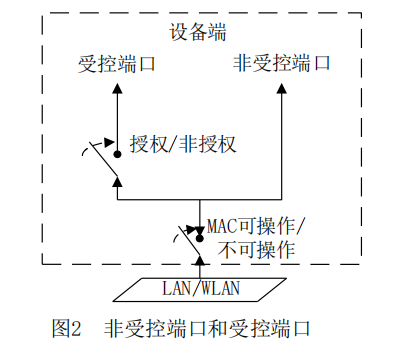 设备端
受控端口
非受控端口
授权/非授权
MAC可操作/
不可操作
LAN/WLAN
图2 非受控端口和受控端口